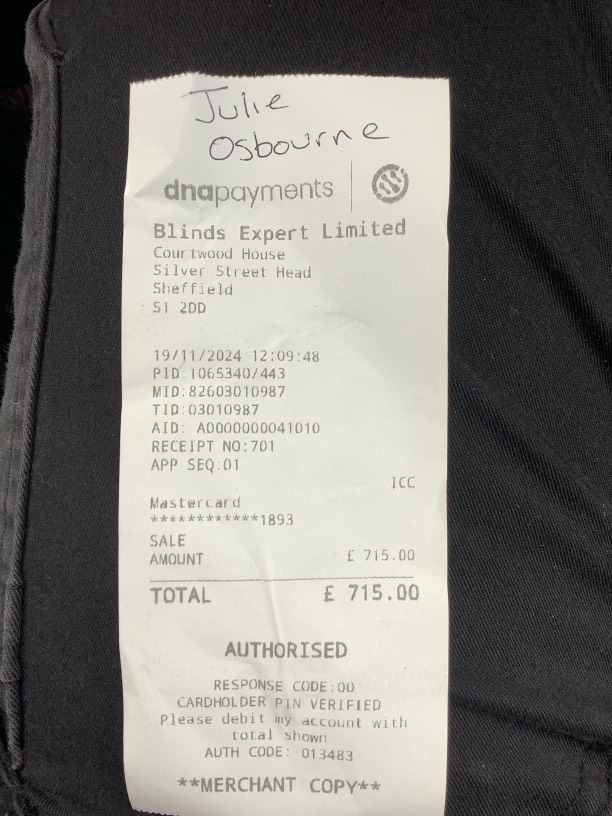 Julie
Osbourne
dnapayments
Blinds Expert Limited
Courtwood House
Silver Street Head
Sheffield
S1 2DD
19/11/2024 12:09:48
PID:1065340/443
MID:82603010987
TID:03010987
AID: A0000000041010
RECEIPT NO:701
APP SEQ:01
ICC
Mastercard
************1893
SALE
AMOUNT £ 715.00
TOTAL £ 715.00
AUTHORISED
RESPONSE CODE:00
CARDHOLDER PIN VERIFIED
Please debit my account with
total shown
AUTH CODE: 013483
**MERCHANT COPY**